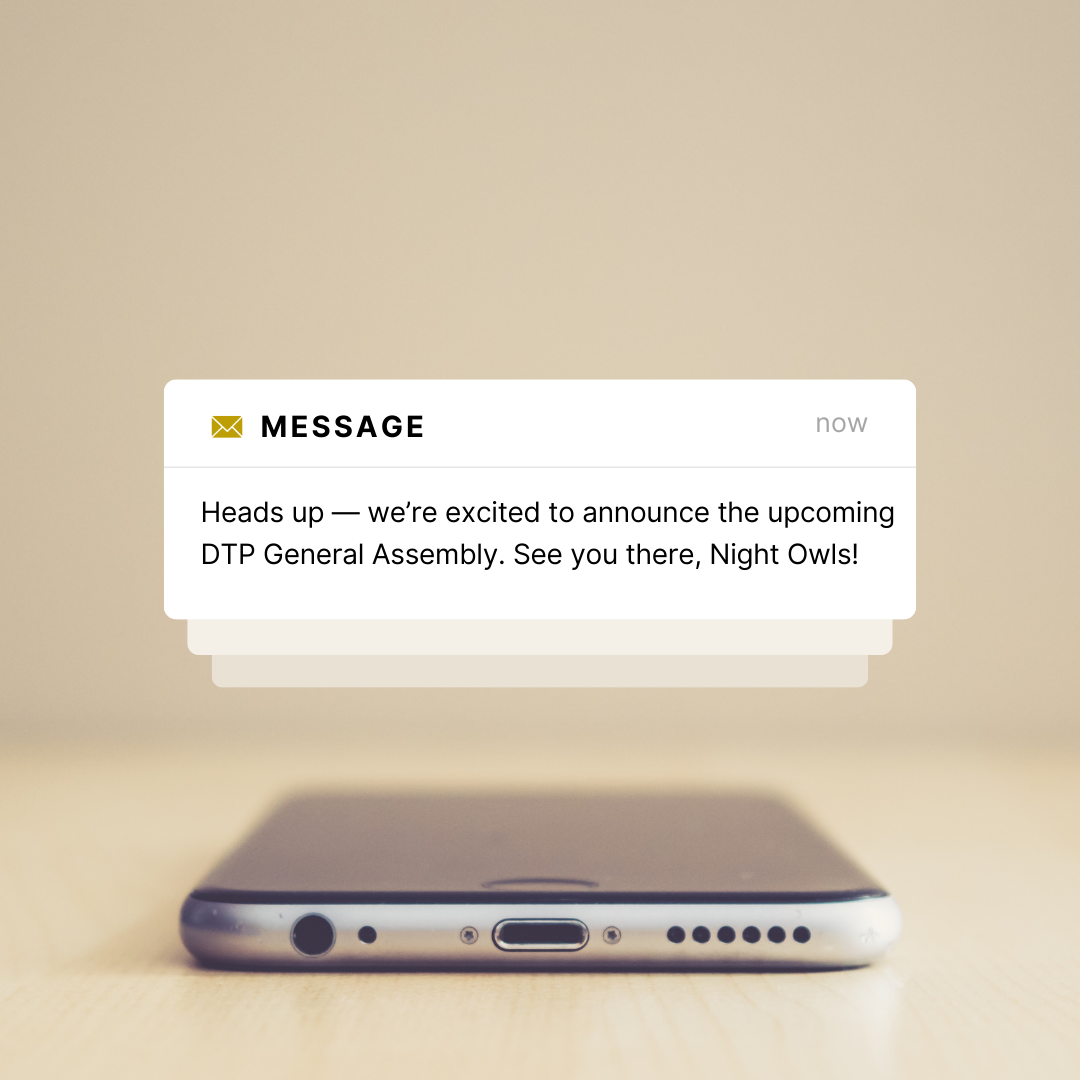 MESSAGE
now
Heads up — we’re excited to announce the upcoming
DTP General Assembly. See you there, Night Owls!